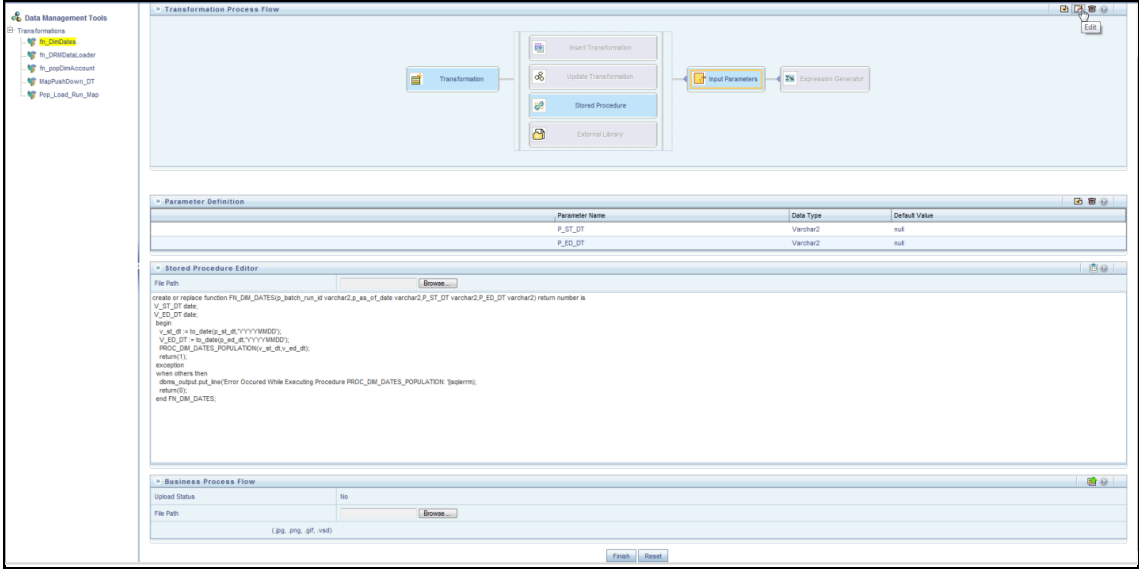 Data Management Tools
Transformations
fn_DimDates
fn_DRMDataLoader
fn_popDimAccount
MapPushDown_DT
Pop_Load_Run_Map
» Transformation Process Flow
Edit
Insert Transformation
Transformation
Update Transformation
Input Parameters
Expression Generator
Stored Procedure
External Library
» Parameter Definition
Parameter Name Data Type Default Value
P_ST_DT Varchar2 null
P_ED_DT Varchar2 null
» Stored Procedure Editor
File Path Browse...
create or replace function FN_DIM_DATES(p_batch_run_id varchar2,p_as_of_date varchar2,P_ST_DT varchar2,P_ED_DT varchar2) return number is
V_ST_DT date;
V_ED_DT date;
begin
v_st_dt := to_date(p_st_dt,'YYYYMMDD');
V_ED_DT := to_date(p_ed_dt,'YYYYMMDD');
PROC_DIM_DATES_POPULATION(v_st_dt,v_ed_dt);
return(1);
exception
when others then
dbms_output.put_line('Error Occured While Executing Procedure PROC_DIM_DATES_POPULATION: '||sqlerrm);
return(0);
end FN_DIM_DATES;
» Business Process Flow
Upload Status No
File Path Browse...
(.jpg, .png, .gif, .vsd)
Finish Reset